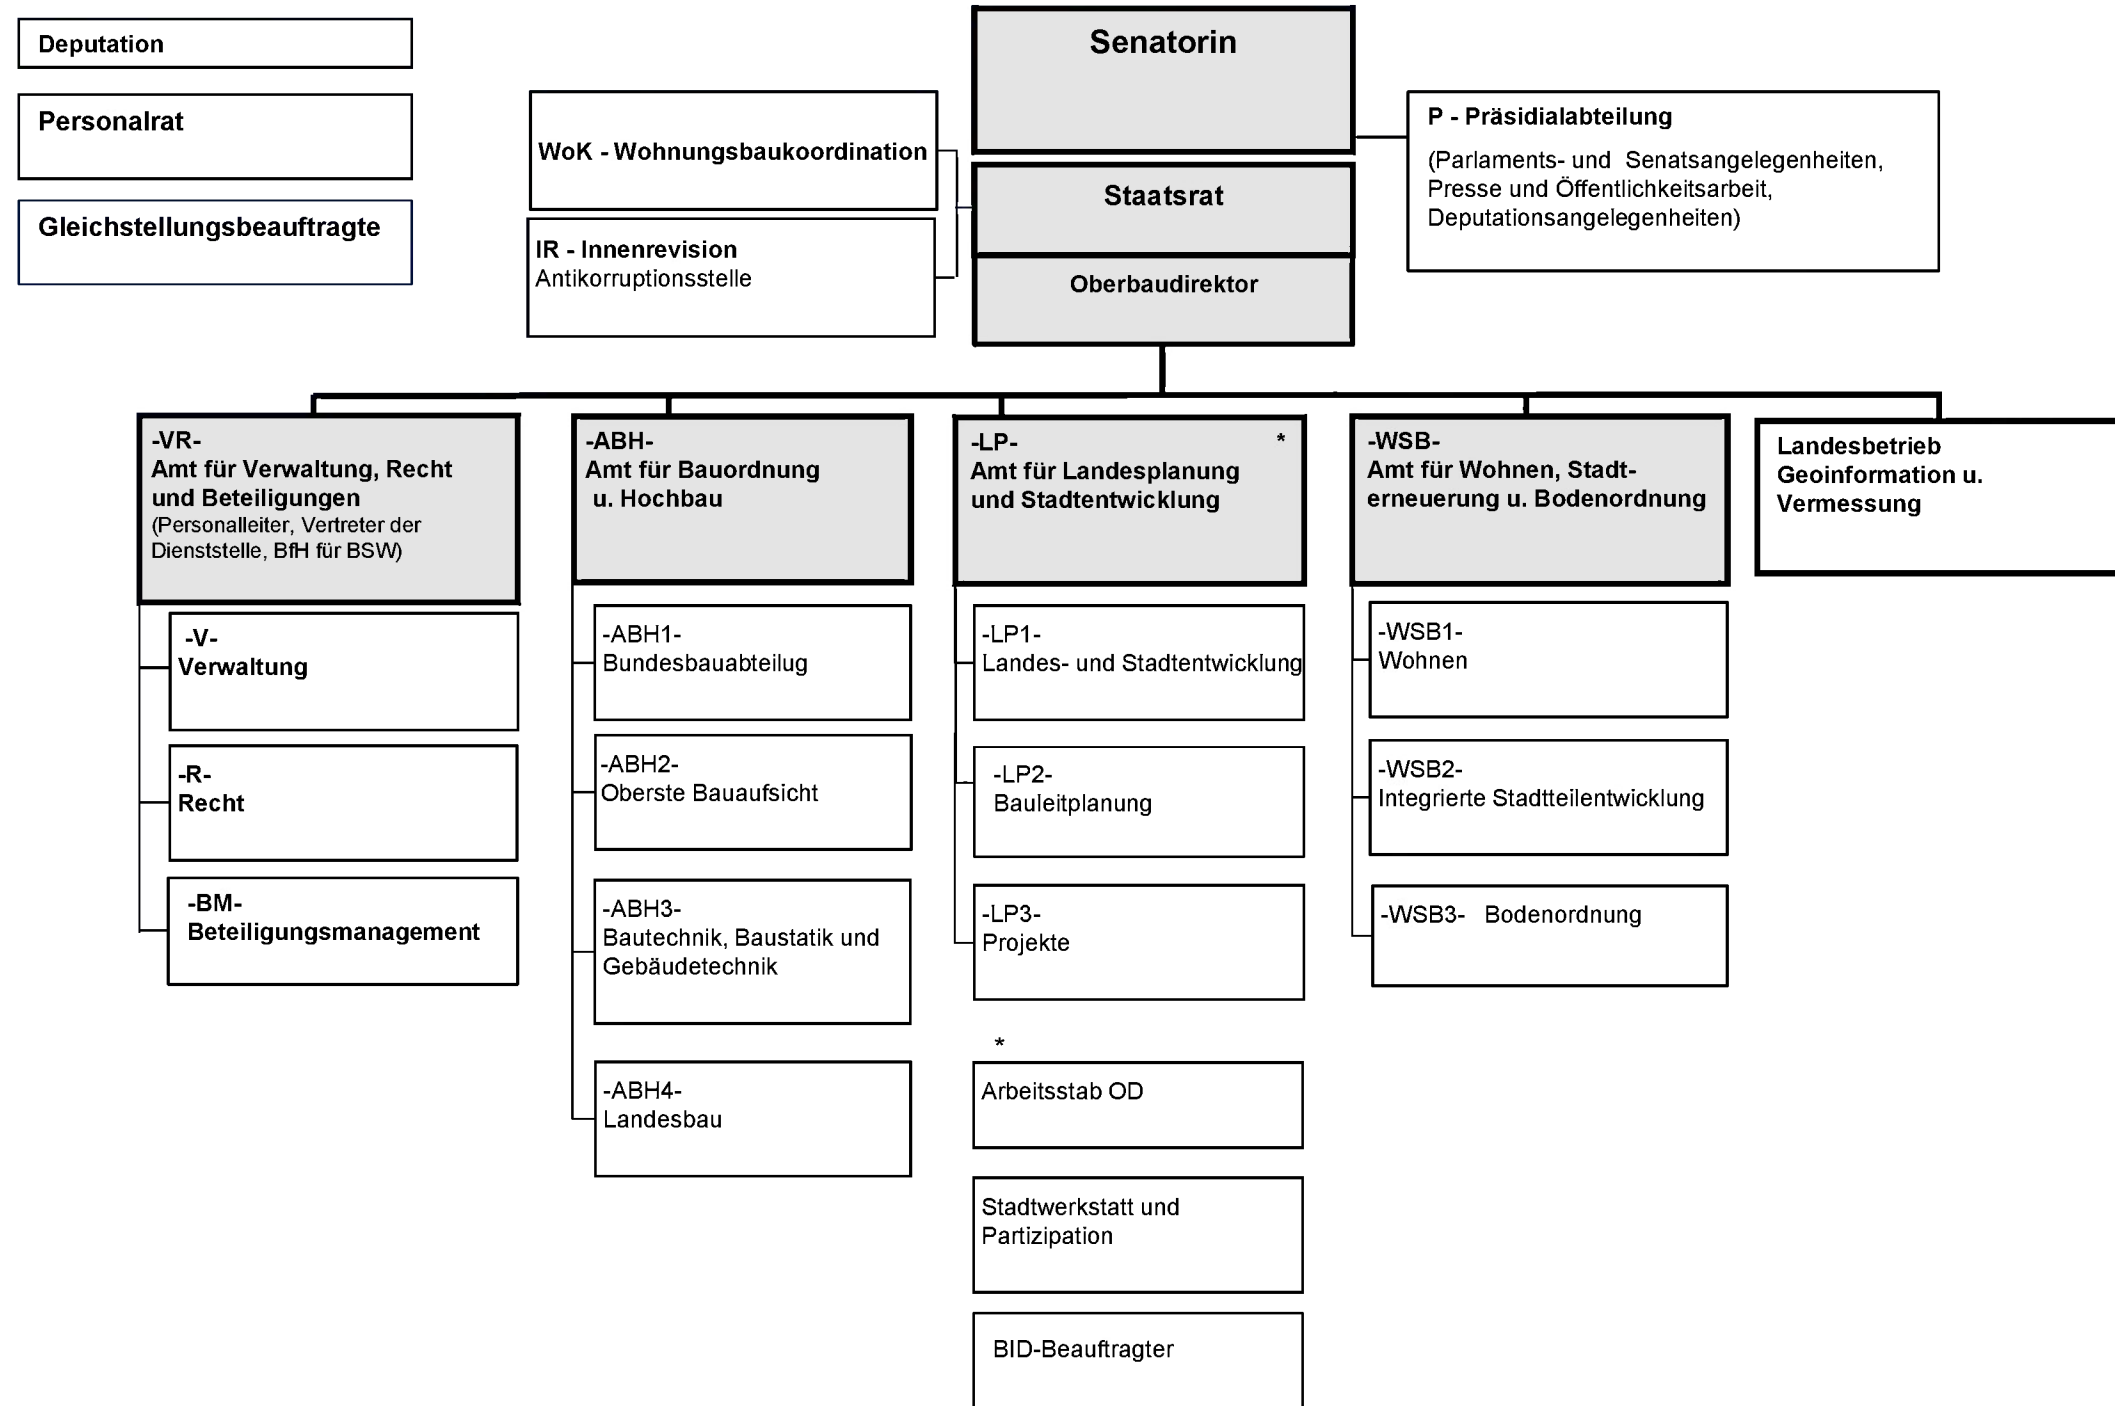 Deputation
Personalrat
Gleichstellungsbeauftragte
Senatorin
Staatsrat
Oberbaudirektor
WoK - Wohnungsbaukoordination
IR - Innenrevision
Antikorruptionsstelle
P - Präsidialabteilung
(Parlaments- und Senatsangelegenheiten,
Presse und Öffentlichkeitsarbeit,
Deputationsangelegenheiten)
-VR-
Amt für Verwaltung, Recht
und Beteiligungen
(Personalleiter, Vertreter der
Dienststelle, BfH für BSW)
-V-
Verwaltung
-R-
Recht
-BM-
Beteiligungsmanagement
-ABH-
Amt für Bauordnung
u. Hochbau
-ABH1-
Bundesbauabteilug
-ABH2-
Oberste Bauaufsicht
-ABH3-
Bautechnik, Baustatik und
Gebäudetechnik
-ABH4-
Landesbau
-LP- *
Amt für Landesplanung
und Stadtentwicklung
-LP1-
Landes- und Stadtentwicklung
-LP2-
Bauleitplanung
-LP3-
Projekte
*
Arbeitsstab OD
Stadtwerkstatt und
Partizipation
BID-Beauftragter
-WSB-
Amt für Wohnen, Stadt-
erneuerung u. Bodenordnung
-WSB1-
Wohnen
-WSB2-
Integrierte Stadtteilentwicklung
-WSB3- Bodenordnung
Landesbetrieb
Geoinformation u.
Vermessung